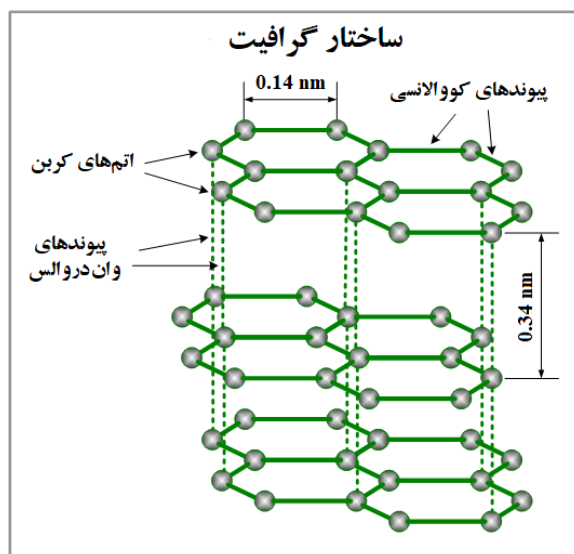 ساختار گرافیت
0.14 nm
پیوندهای کووالانسی
اتم‌های کربن
پیوندهای
وان‌دروالس
0.34 nm